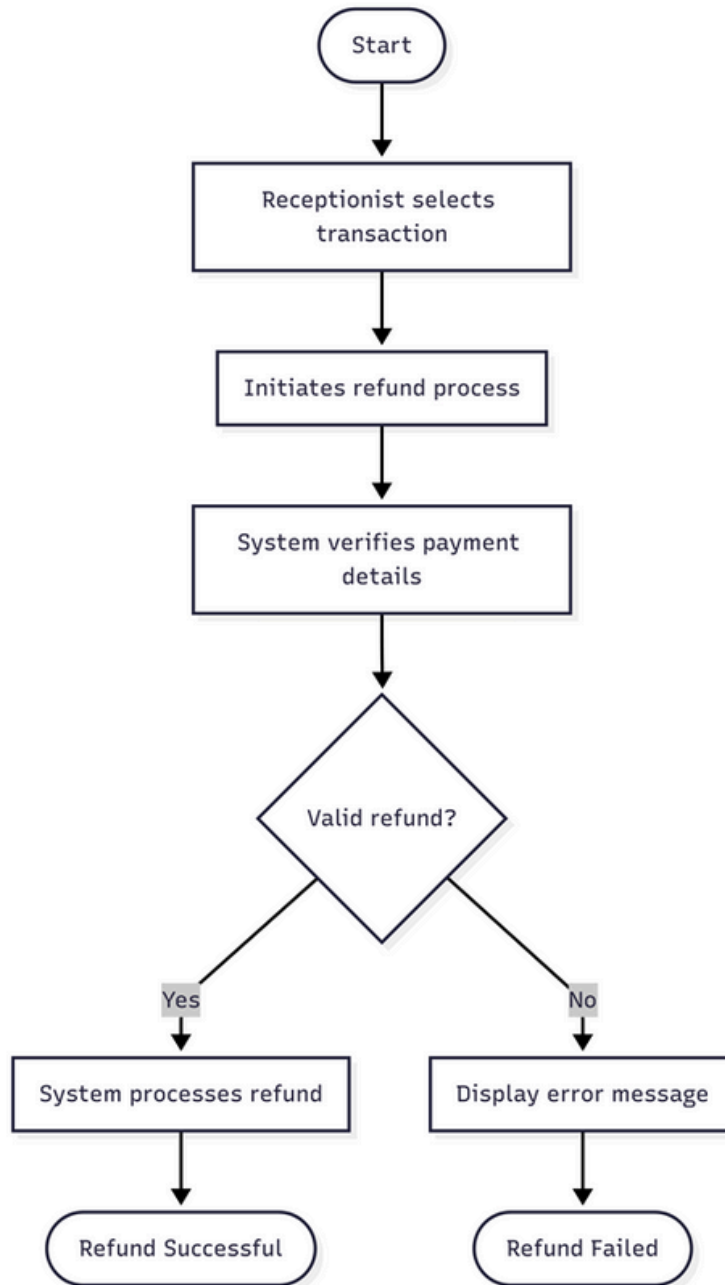 Start
Receptionist selects
transaction
Initiates refund process
System verifies payment
details
Valid refund?
Yes
No
System processes refund
Display error message
Refund Successful
Refund Failed